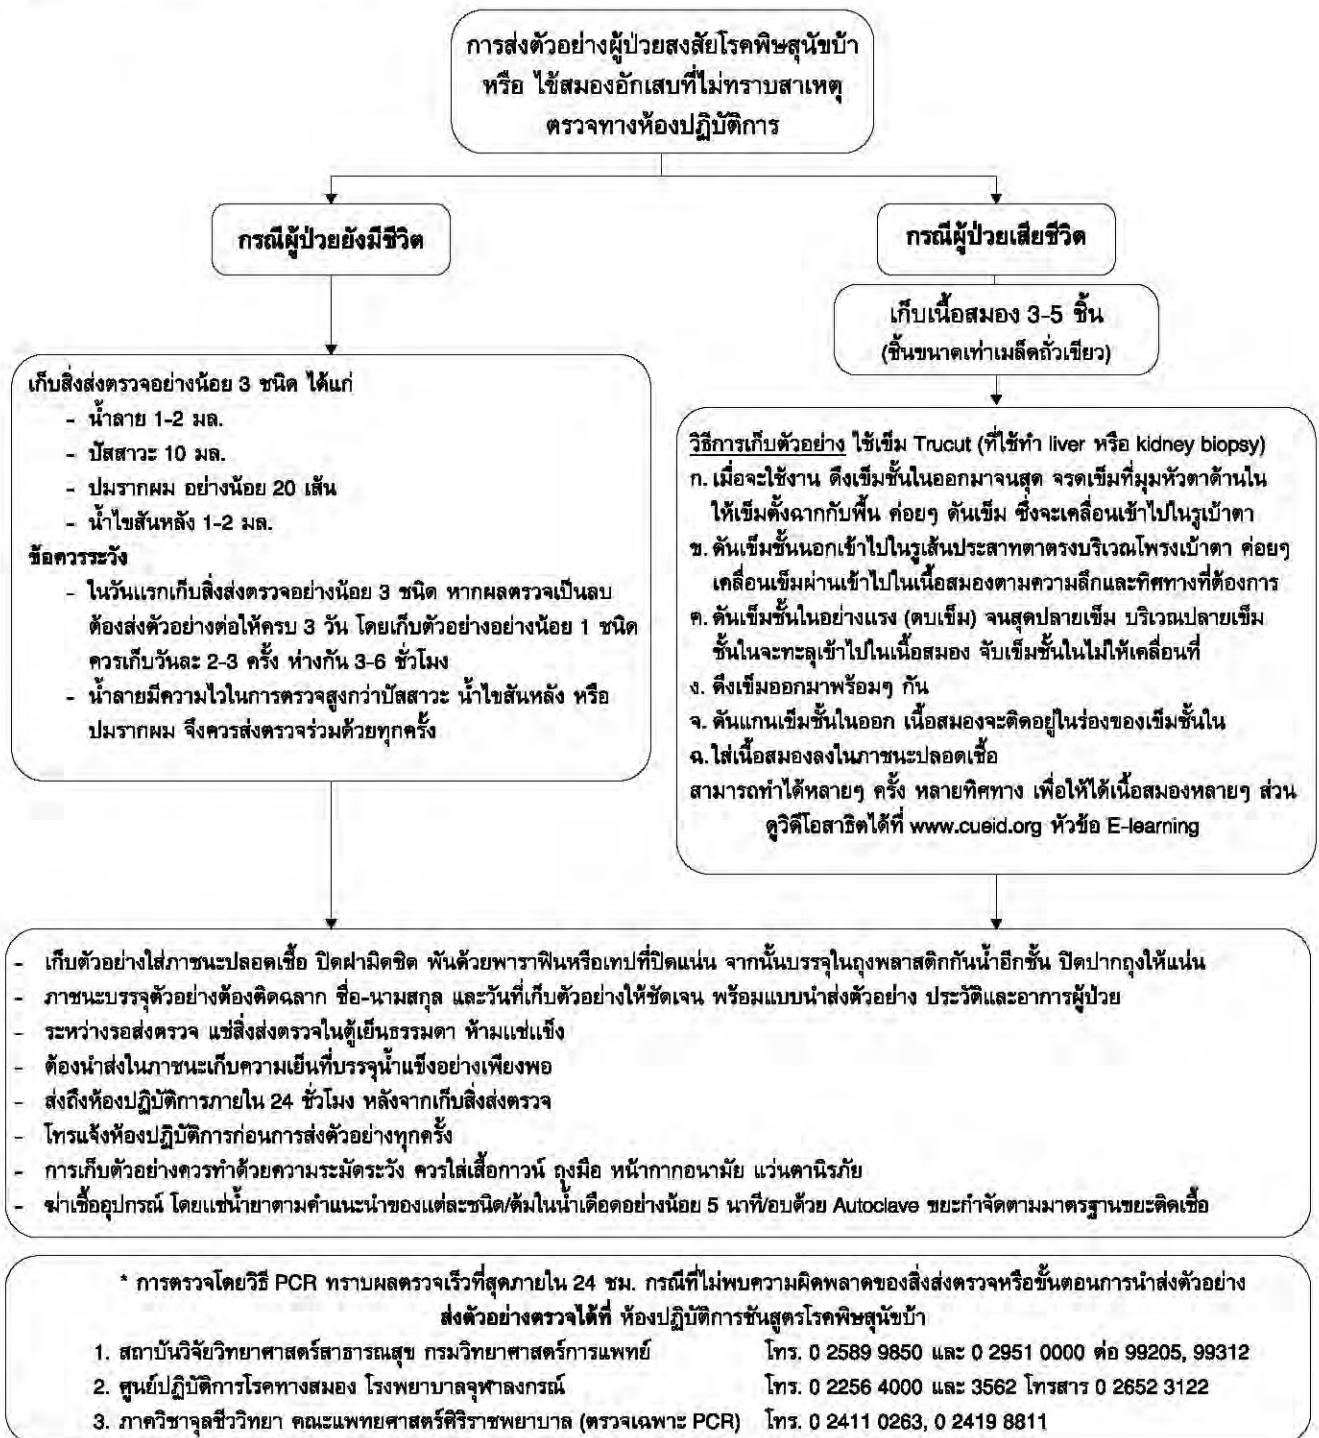 การส่งตัวอย่างผู้ป่วยสงสัยโรคพิษสุนัขบ้า
หรือ ไข้สมองอักเสบที่ไม่ทราบสาเหตุ
ตรวจทางห้องปฏิบัติการ
กรณีผู้ป่วยยังมีชีวิต
เก็บสิ่งส่งตรวจอย่างน้อย 3 ชนิด ได้แก่
- น้ำลาย 1-2 มล.
- ปัสสาวะ 10 มล.
- ปมรากผม อย่างน้อย 20 เส้น
- น้ำไขสันหลัง 1-2 มล.
ข้อควรระวัง
- ในวันแรกเก็บสิ่งส่งตรวจอย่างน้อย 3 ชนิด หากผลตรวจเป็นลบ
ต้องส่งตัวอย่างต่อให้ครบ 3 วัน โดยเก็บตัวอย่างอย่างน้อย 1 ชนิด
ควรเก็บวันละ 2-3 ครั้ง ห่างกัน 3-6 ชั่วโมง
- น้ำลายมีความไวในการตรวจสูงกว่าปัสสาวะ น้ำไขสันหลัง หรือ
ปมรากผม จึงควรส่งตรวจร่วมด้วยทุกครั้ง
กรณีผู้ป่วยเสียชีวิต
เก็บเนื้อสมอง 3-5 ชิ้น
(ชิ้นขนาดเท่าเมล็ดถั่วเขียว)
วิธีการเก็บตัวอย่าง ใช้เข็ม Trucut (ที่ใช้ทำ liver หรือ kidney biopsy)
ก. เมื่อจะใช้งาน ดึงเข็มชั้นในออกมาจนสุด จรดเข็มที่มุมหัวตาด้านใน
ให้เข็มตั้งฉากกับพื้น ค่อยๆ ดันเข็ม ซึ่งจะเคลื่อนเข้าไปในรูเบ้าตา
ข. ดันเข็มชั้นนอกเข้าไปในรูเส้นประสาทตาตรงบริเวณโพรงเบ้าตา ค่อยๆ
เคลื่อนเข็มผ่านเข้าไปในเนื้อสมองตามความลึกและทิศทางที่ต้องการ
ค. ดันเข็มชั้นในอย่างแรง (ตบเข็ม) จนสุดปลายเข็ม บริเวณปลายเข็ม
ชั้นในจะทะลุเข้าไปในเนื้อสมอง จับเข็มชั้นในไม่ให้เคลื่อนที่
ง. ดึงเข็มออกมาพร้อมๆ กัน
จ. ดันแกนเข็มชั้นในออก เนื้อสมองจะติดอยู่ในร่องของเข็มชั้นใน
ฉ. ใส่เนื้อสมองลงในภาชนะปลอดเชื้อ
สามารถทำได้หลายๆ ครั้ง หลายทิศทาง เพื่อให้ได้เนื้อสมองหลายๆ ส่วน
ดูวิดีโอสาธิตได้ที่ www.cueid.org หัวข้อ E-learning
- เก็บตัวอย่างใส่ภาชนะปลอดเชื้อ ปิดฝามิดชิด พันด้วยพาราฟินหรือเทปที่ปิดแน่น จากนั้นบรรจุในถุงพลาสติกกันน้ำอีกชั้น ปิดปากถุงให้แน่น
- ภาชนะบรรจุตัวอย่างต้องติดฉลาก ชื่อ-นามสกุล และวันที่เก็บตัวอย่างให้ชัดเจน พร้อมแบบนำส่งตัวอย่าง ประวัติและอาการผู้ป่วย
- ระหว่างรอส่งตรวจ แช่สิ่งส่งตรวจในตู้เย็นธรรมดา ห้ามแช่แข็ง
- ต้องนำส่งในภาชนะเก็บความเย็นที่บรรจุน้ำแข็งอย่างเพียงพอ
- ส่งถึงห้องปฏิบัติการภายใน 24 ชั่วโมง หลังจากเก็บสิ่งส่งตรวจ
- โทรแจ้งห้องปฏิบัติการก่อนการส่งตัวอย่างทุกครั้ง
- การเก็บตัวอย่างควรทำด้วยความระมัดระวัง ควรใส่เสื้อกาวน์ ถุงมือ หน้ากากอนามัย แว่นตานิรภัย
- ฆ่าเชื้ออุปกรณ์ โดยแช่น้ำยาตามคำแนะนำของแต่ละชนิด/ต้มในน้ำเดือดอย่างน้อย 5 นาที/อบด้วย Autoclave ขยะกำจัดตามมาตรฐานขยะติดเชื้อ
* การตรวจโดยวิธี PCR ทราบผลตรวจเร็วที่สุดภายใน 24 ชม. กรณีที่ไม่พบความผิดพลาดของสิ่งส่งตรวจหรือขั้นตอนการนำส่งตัวอย่าง
ส่งตัวอย่างตรวจได้ที่ ห้องปฏิบัติการชันสูตรโรคพิษสุนัขบ้า
1. สถาบันวิจัยวิทยาศาสตร์สาธารณสุข กรมวิทยาศาสตร์การแพทย์ โทร. 0 2589 9850 และ 0 2951 0000 ต่อ 99205, 99312
2. ศูนย์ปฏิบัติการโรคทางสมอง โรงพยาบาลจุฬาลงกรณ์ โทร. 0 2256 4000 และ 3562 โทรสาร 0 2652 3122
3. ภาควิชาจุลชีววิทยา คณะแพทยศาสตร์ศิริราชพยาบาล (ตรวจเฉพาะ PCR) โทร. 0 2411 0263, 0 2419 8811